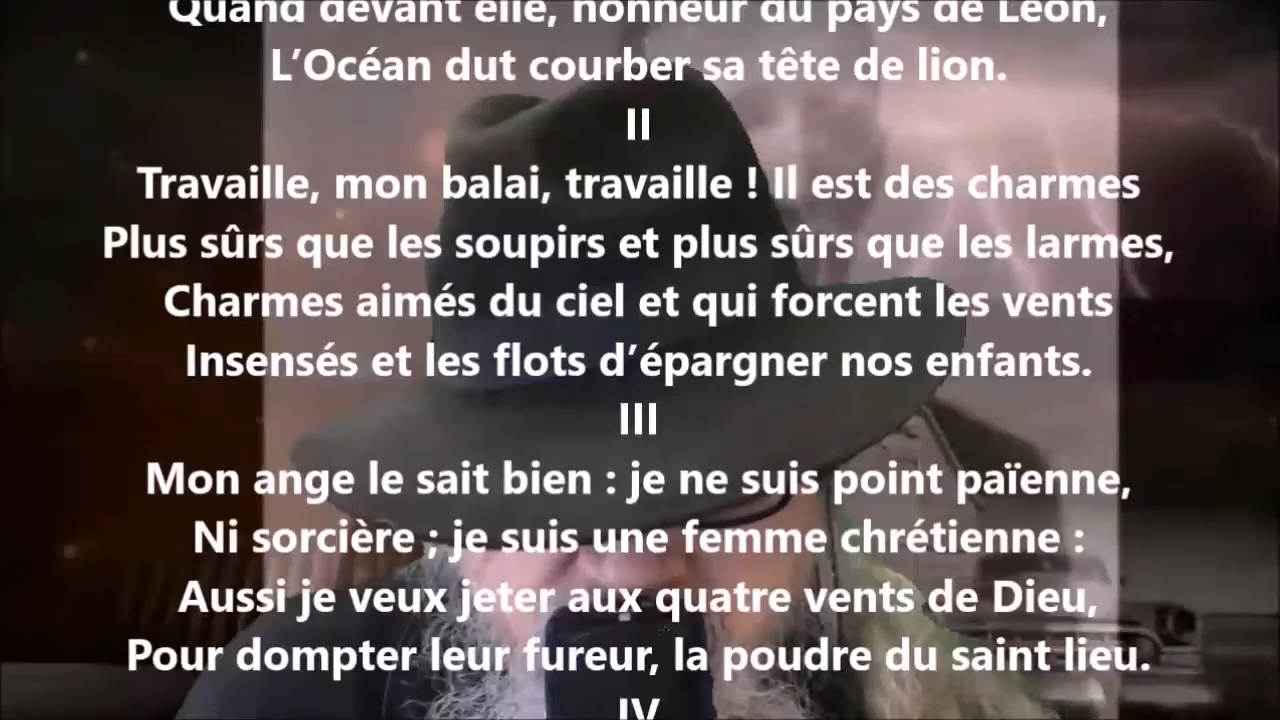 Quand devant elle, honneur du pays de Léon,
L’Océan dut courber sa tête de lion.
II
Travaille, mon balai, travaille ! Il est des charmes
Plus sûrs que les soupirs et plus sûrs que les larmes,
Charmes aimés du ciel et qui forcent les vents
Insensés et les flots d’épargner nos enfants.
III
Mon ange le sait bien : je ne suis point païenne,
Ni sorcière ; je suis une femme chrétienne :
Aussi je veux jeter aux quatre vents de Dieu,
Pour dompter leur fureur, la poudre du saint lieu.
IV